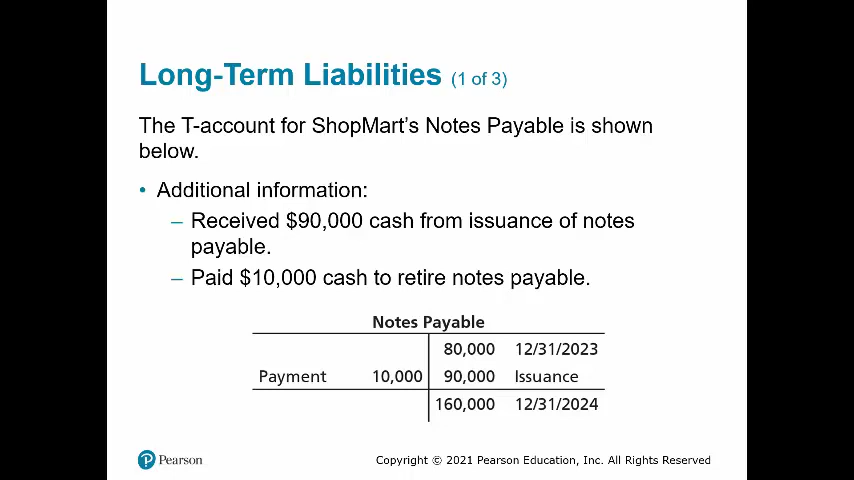 Long-Term Liabilities (1 of 3)
The T-account for ShopMart's Notes Payable is shown
below.
• Additional information:
– Received $90,000 cash from issuance of notes
payable.
– Paid $10,000 cash to retire notes payable.
Notes Payable
80,000 12/31/2023
Payment 10,000 90,000 Issuance
160,000 12/31/2024
P Pearson
Copyright © 2021 Pearson Education, Inc. All Rights Reserved